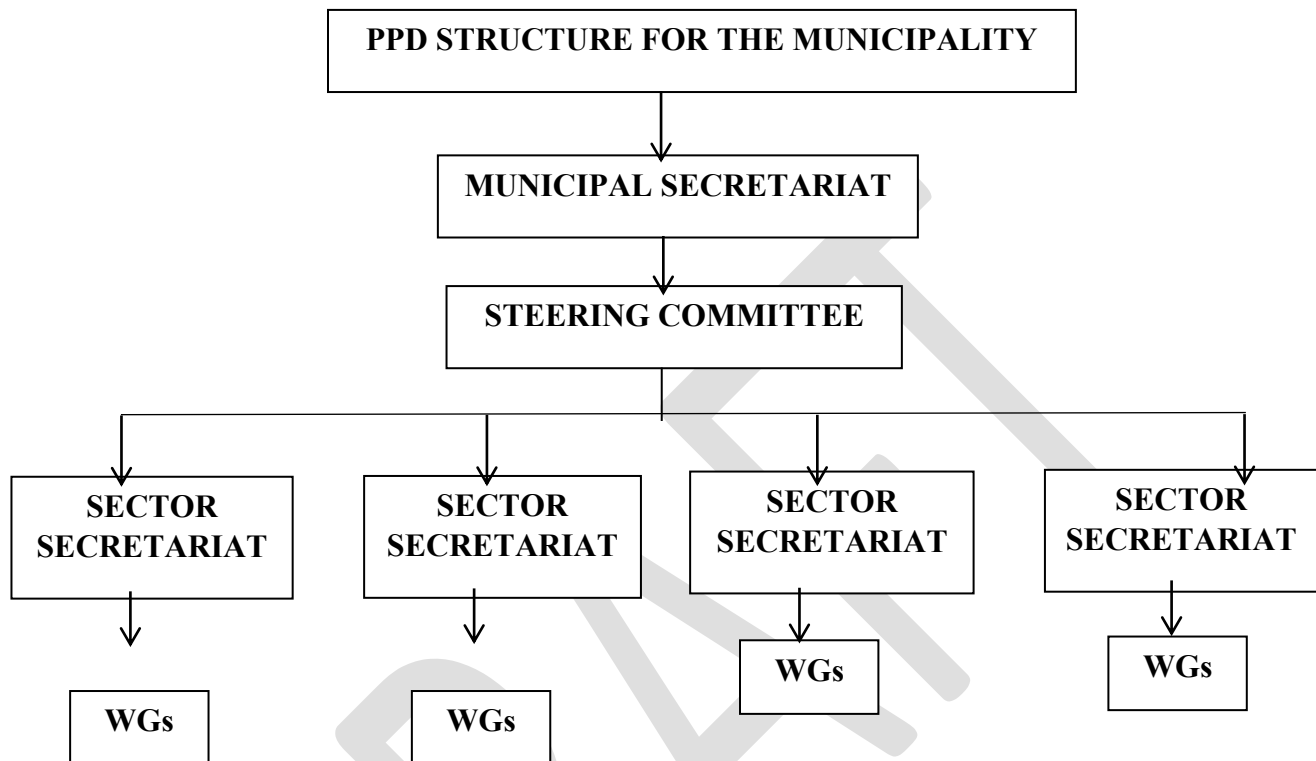 PPD STRUCTURE FOR THE MUNICIPALITY
MUNICIPAL SECRETARIAT
STEERING COMMITTEE
SECTOR
SECRETARIAT
SECTOR
SECRETARIAT
SECTOR
SECRETARIAT
SECTOR
SECRETARIAT
WGs
WGs
WGs
WGs
DRAFT